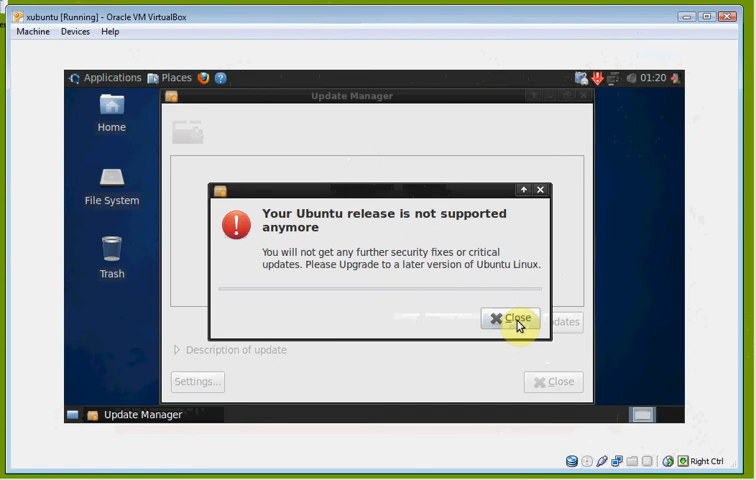 xubuntu [Running] - Oracle VM VirtualBox
Machine Devices Help
Applications Places 01:20
Update Manager
Home
File System
Trash
Your Ubuntu release is not supported
anymore
You will not get any further security fixes or critical
updates. Please Upgrade to a later version of Ubuntu Linux.
Close
Description of update
Settings... Close
Update Manager
Right Ctrl